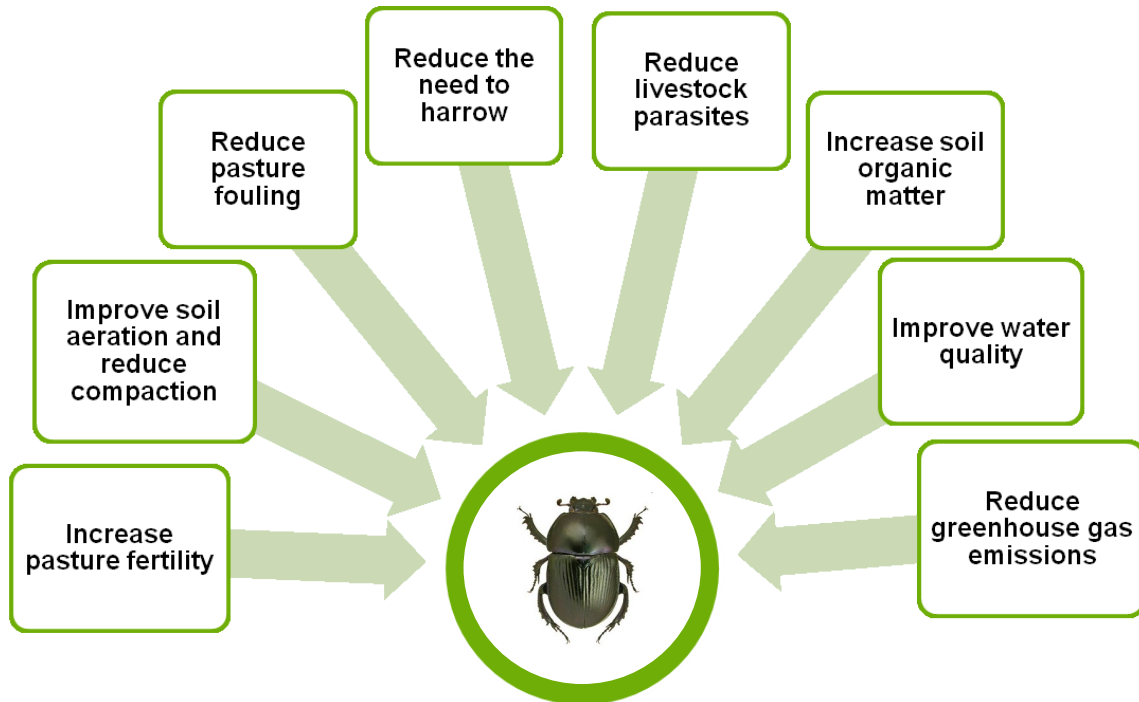 Increase
pasture fertility
Improve soil
aeration and
reduce
compaction
Reduce
pasture
fouling
Reduce the
need to
harrow
Reduce
livestock
parasites
Increase soil
organic
matter
Improve water
quality
Reduce
greenhouse gas
emissions